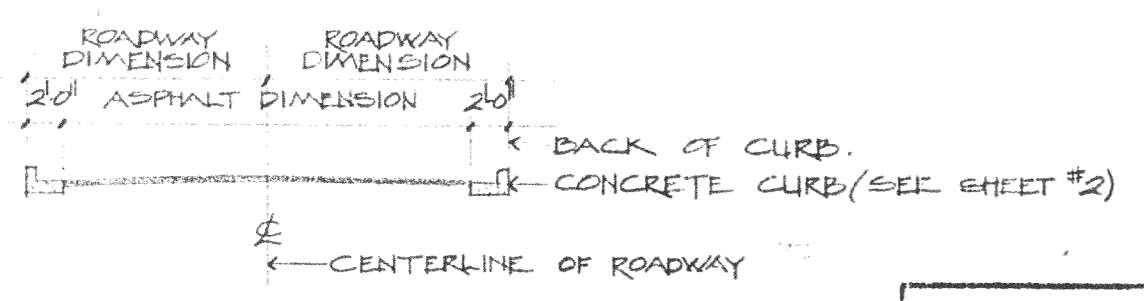 ROADWAY
DIMENSION
ROADWAY
DIMENSION
2'-0" ASPHALT DIMENSION 2'-0"
BACK OF CURB.
CONCRETE CURB (SEE SHEET #2)
℄
CENTERLINE OF ROADWAY